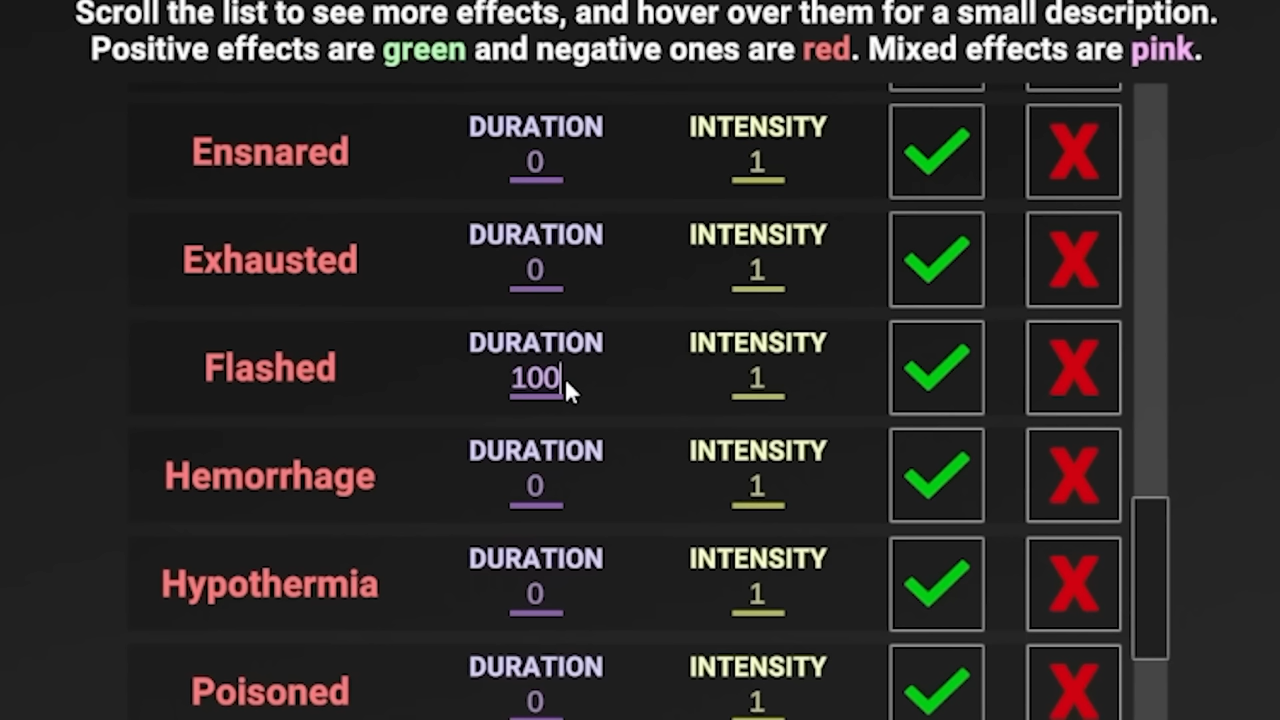 Scroll the list to see more effects, and hover over them for a small description.
Positive effects are green and negative ones are red. Mixed effects are pink.
Ensnared DURATION 0 INTENSITY 1
Exhausted DURATION 0 INTENSITY 1
Flashed DURATION 100 INTENSITY 1
Hemorrhage DURATION 0 INTENSITY 1
Hypothermia DURATION 0 INTENSITY 1
Poisoned DURATION 0 INTENSITY 1